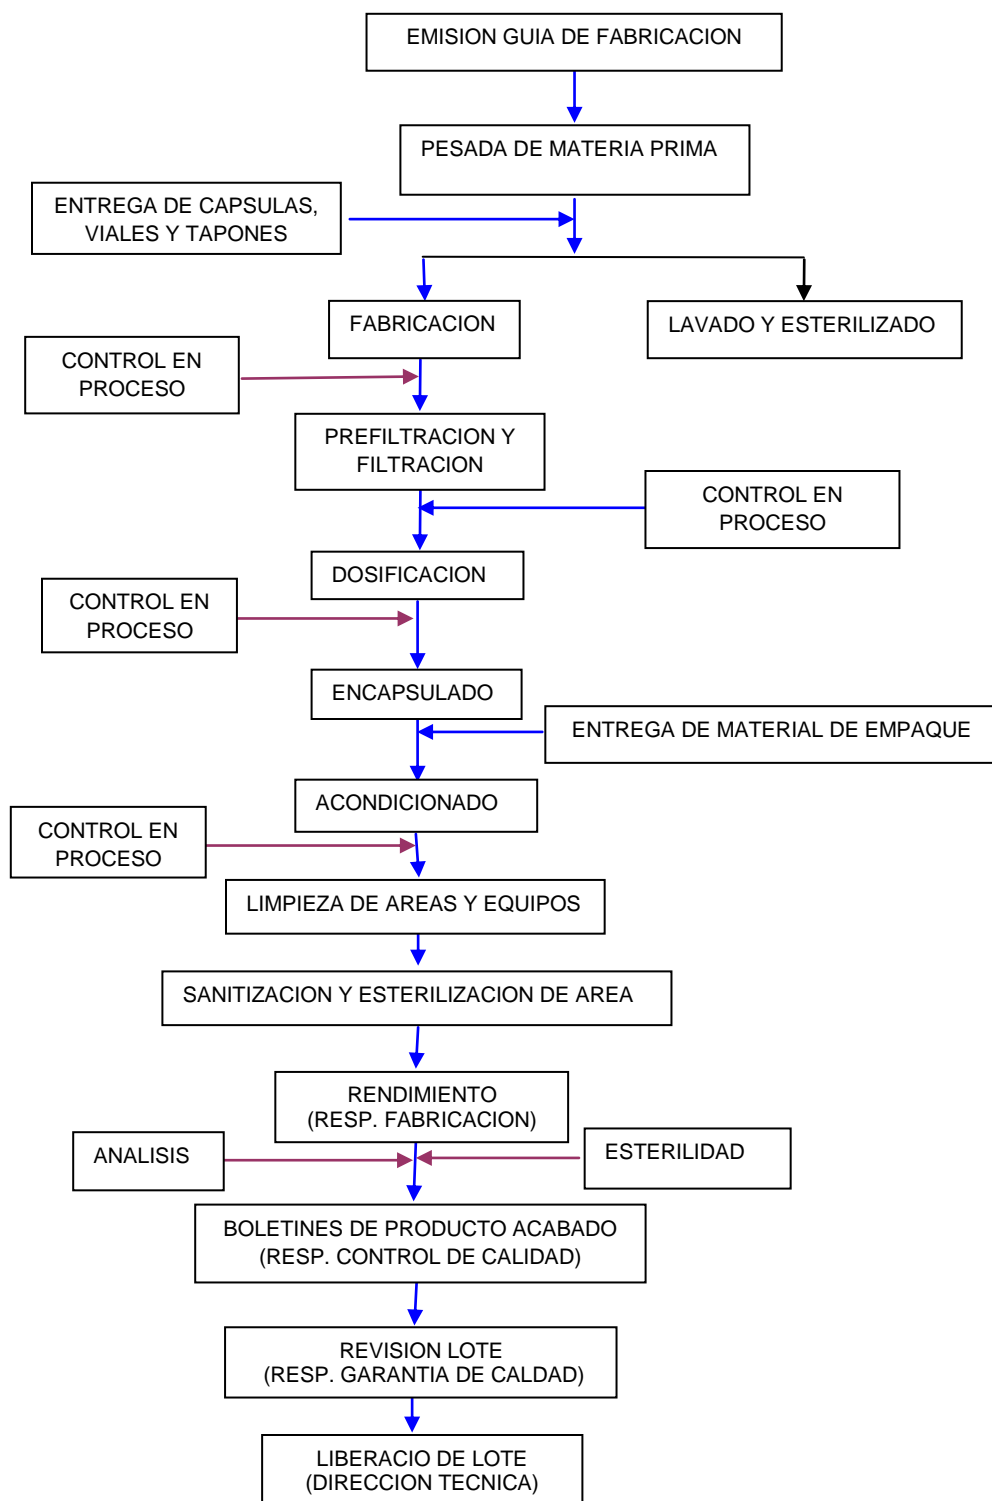 EMISION GUIA DE FABRICACION
PESADA DE MATERIA PRIMA
ENTREGA DE CAPSULAS,
VIALES Y TAPONES
FABRICACION
LAVADO Y ESTERILIZADO
CONTROL EN
PROCESO
PREFILTRACION Y
FILTRACION
CONTROL EN
PROCESO
DOSIFICACION
CONTROL EN
PROCESO
ENCAPSULADO
ENTREGA DE MATERIAL DE EMPAQUE
ACONDICIONADO
CONTROL EN
PROCESO
LIMPIEZA DE AREAS Y EQUIPOS
SANITIZACION Y ESTERILIZACION DE AREA
RENDIMIENTO
(RESP. FABRICACION)
ANALISIS
ESTERILIDAD
BOLETINES DE PRODUCTO ACABADO
(RESP. CONTROL DE CALIDAD)
REVISION LOTE
(RESP. GARANTIA DE CALDAD)
LIBERACIO DE LOTE
(DIRECCION TECNICA)